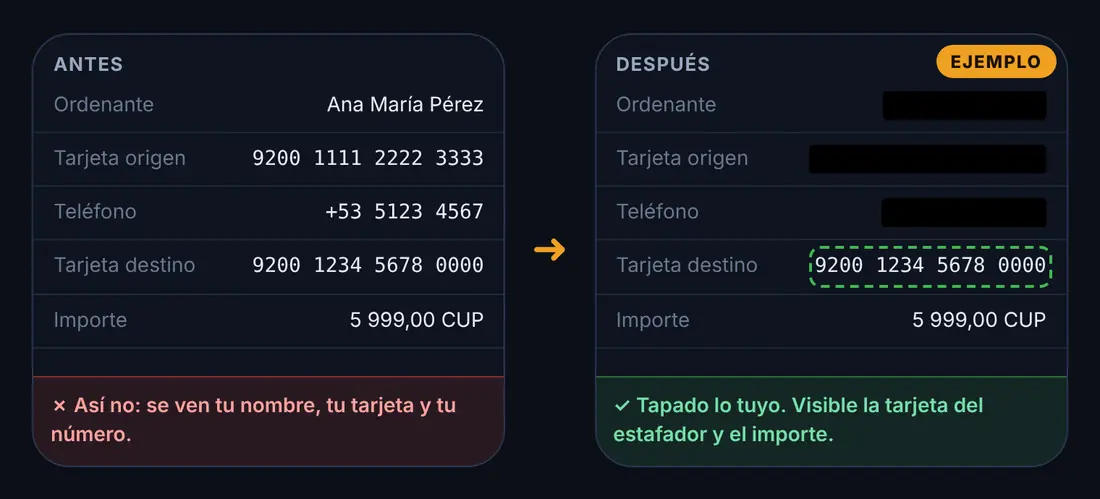 ANTES
Ordenante Ana María Pérez
Tarjeta origen 9200 1111 2222 3333
Teléfono +53 5123 4567
Tarjeta destino 9200 1234 5678 0000
Importe 5 999,00 CUP
× Así no: se ven tu nombre, tu tarjeta y tu
número.
➜
DESPUÉS EJEMPLO
Ordenante
Tarjeta origen
Teléfono
Tarjeta destino 9200 1234 5678 0000
Importe 5 999,00 CUP
✓ Tapado lo tuyo. Visible la tarjeta del
estafador y el importe.